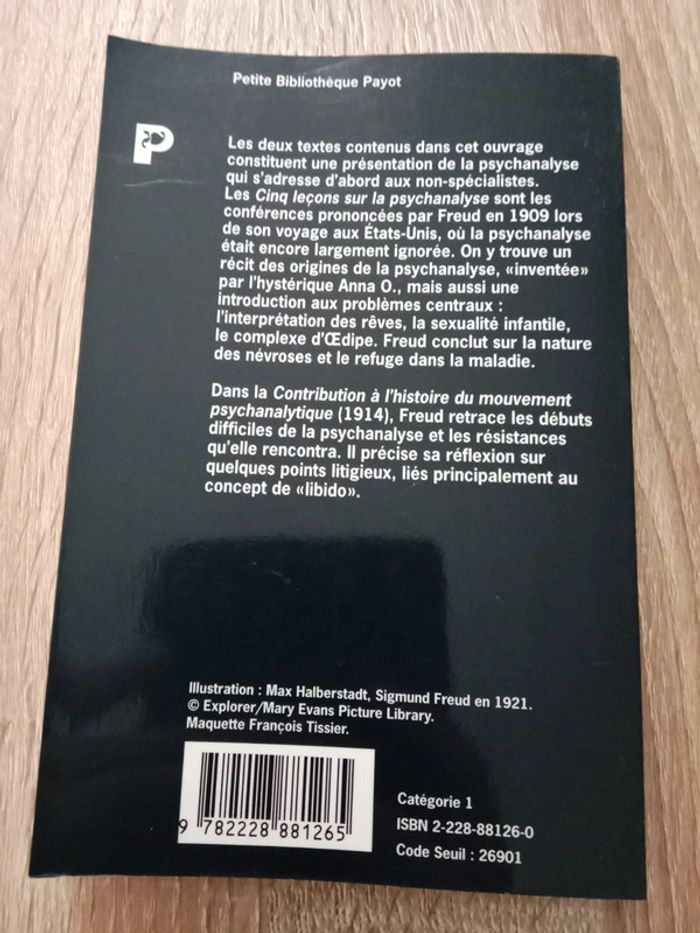 Petite Bibliothèque Payot
P
Les deux textes contenus dans cet ouvrage
constituent une présentation de la psychanalyse
qui s'adresse d'abord aux non-spécialistes.
Les Cinq leçons sur la psychanalyse sont les
conférences prononcées par Freud en 1909 lors
de son voyage aux États-Unis, où la psychanalyse
était encore largement ignorée. On y trouve un
récit des origines de la psychanalyse, «inventée»
par l'hystérique Anna O., mais aussi une
introduction aux problèmes centraux :
l'interprétation des rêves, la sexualité infantile,
le complexe d'Œdipe. Freud conclut sur la nature
des névroses et le refuge dans la maladie.
Dans la Contribution à l'histoire du mouvement
psychanalytique (1914), Freud retrace les débuts
difficiles de la psychanalyse et les résistances
qu'elle rencontra. Il précise sa réflexion sur
quelques points litigieux, liés principalement au
concept de «libido».
Illustration : Max Halberstadt, Sigmund Freud en 1921.
© Explorer/Mary Evans Picture Library.
Maquette François Tissier.
9 782228 881265
Catégorie 1
ISBN 2-228-88126-0
Code Seuil : 26901